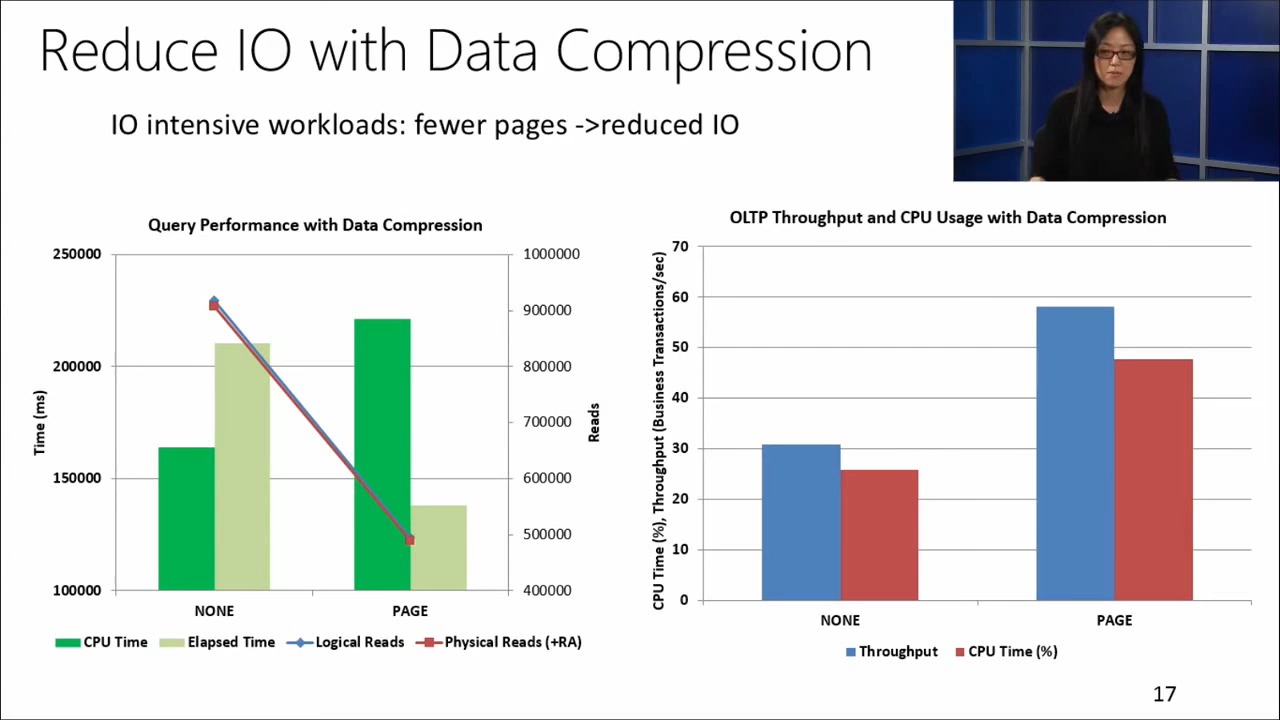 Reduce IO with Data Compression
IO intensive workloads: fewer pages ->reduced IO
Query Performance with Data Compression
250000
200000
150000
100000
Time (ms)
1000000
900000
800000
700000
600000
500000
400000
Reads
NONE
PAGE
CPU Time
Elapsed Time
Logical Reads
Physical Reads (+RA)
OLTP Throughput and CPU Usage with Data Compression
CPU Time (%), Throughput (Business Transactions/sec)
70
60
50
40
30
20
10
0
NONE
PAGE
Throughput
CPU Time (%)
17